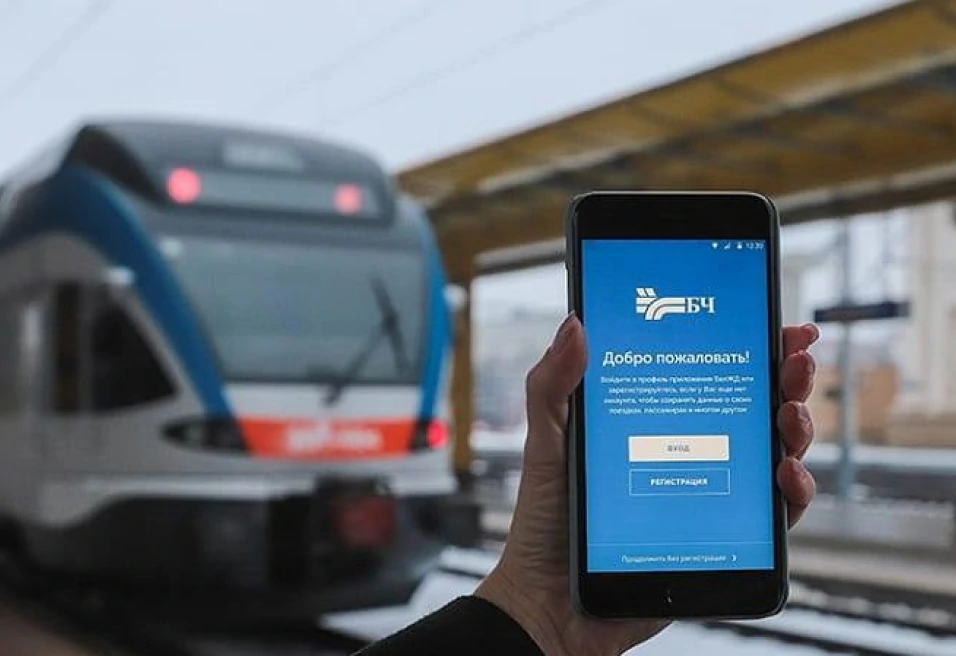 12:30
БЧ
Добро пожаловать!
Войдите в профиль приложения БелЖД или
зарегистрируйтесь, если у Вас еще нет
аккаунта, чтобы сохранять данные о своих
поездках, пассажирах и многом другом
ВХОД
РЕГИСТРАЦИЯ
Продолжить без регистрации